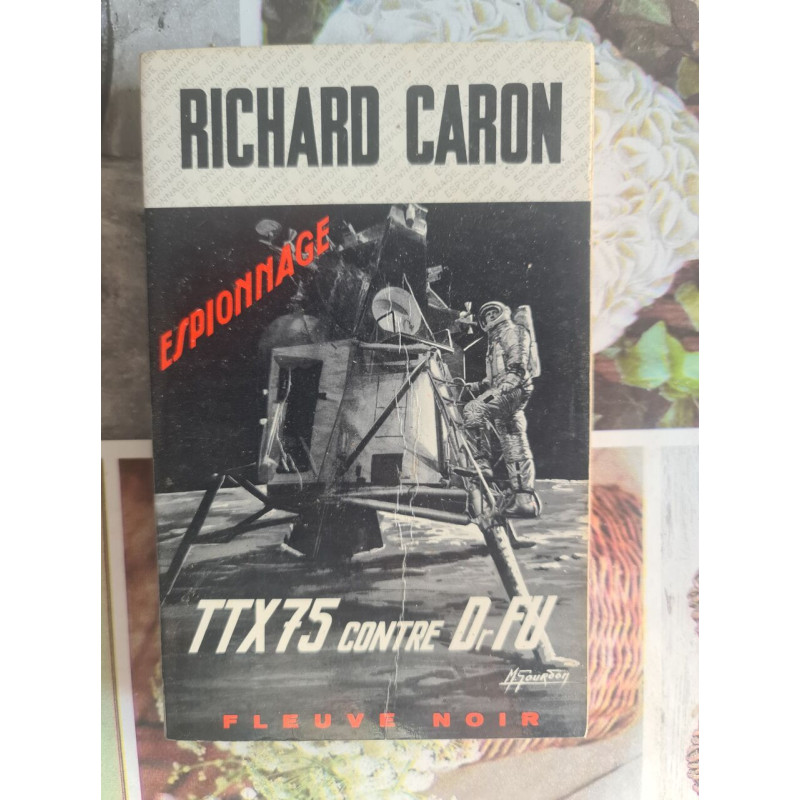 RICHARD CARON
ESPIONNAGE
TTX75 CONTRE Dr FU
M. Gourdon
FLEUVE NOIR